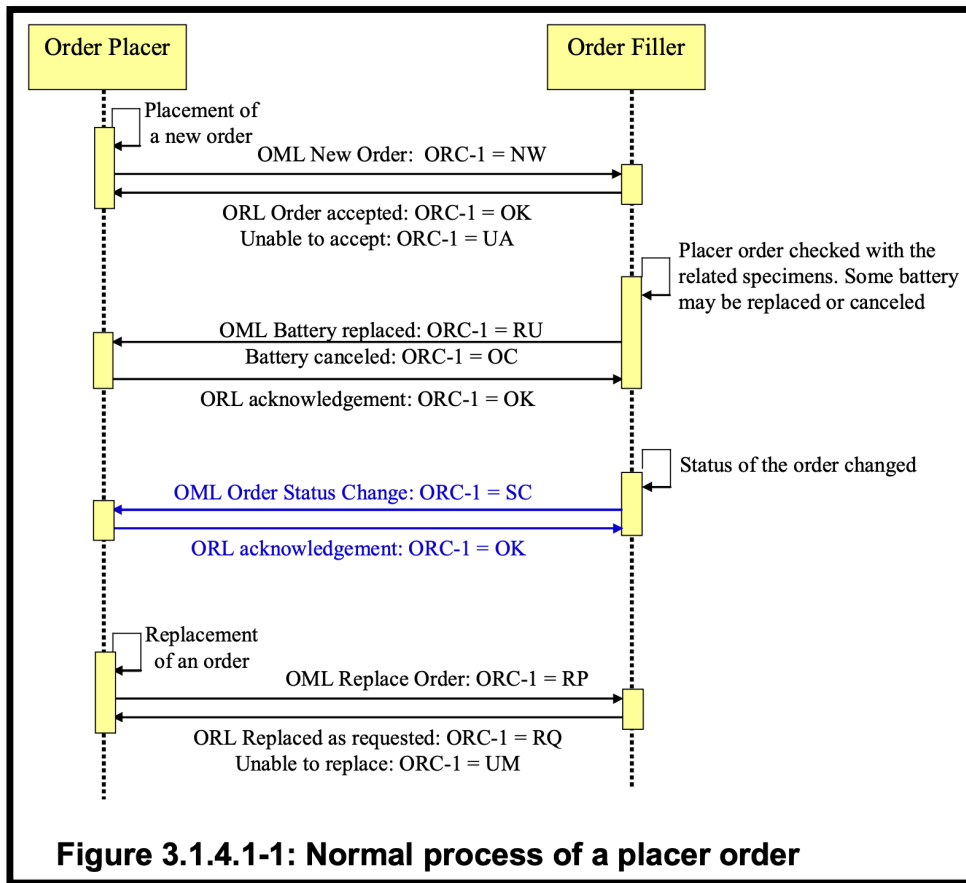 Order Placer
Order Filler
Placement of
a new order
OML New Order:  ORC-1 = NW
ORL Order accepted: ORC-1 = OK
Unable to accept: ORC-1 = UA
Placer order checked with the
related specimens. Some battery
may be replaced or canceled
OML Battery replaced: ORC-1 = RU
Battery canceled: ORC-1 = OC
ORL acknowledgement: ORC-1 = OK
Status of the order changed
OML Order Status Change: ORC-1 = SC
ORL acknowledgement: ORC-1 = OK
Replacement
of an order
OML Replace Order: ORC-1 = RP
ORL Replaced as requested: ORC-1 = RQ
Unable to replace: ORC-1 = UM
Figure 3.1.4.1-1: Normal process of a placer order